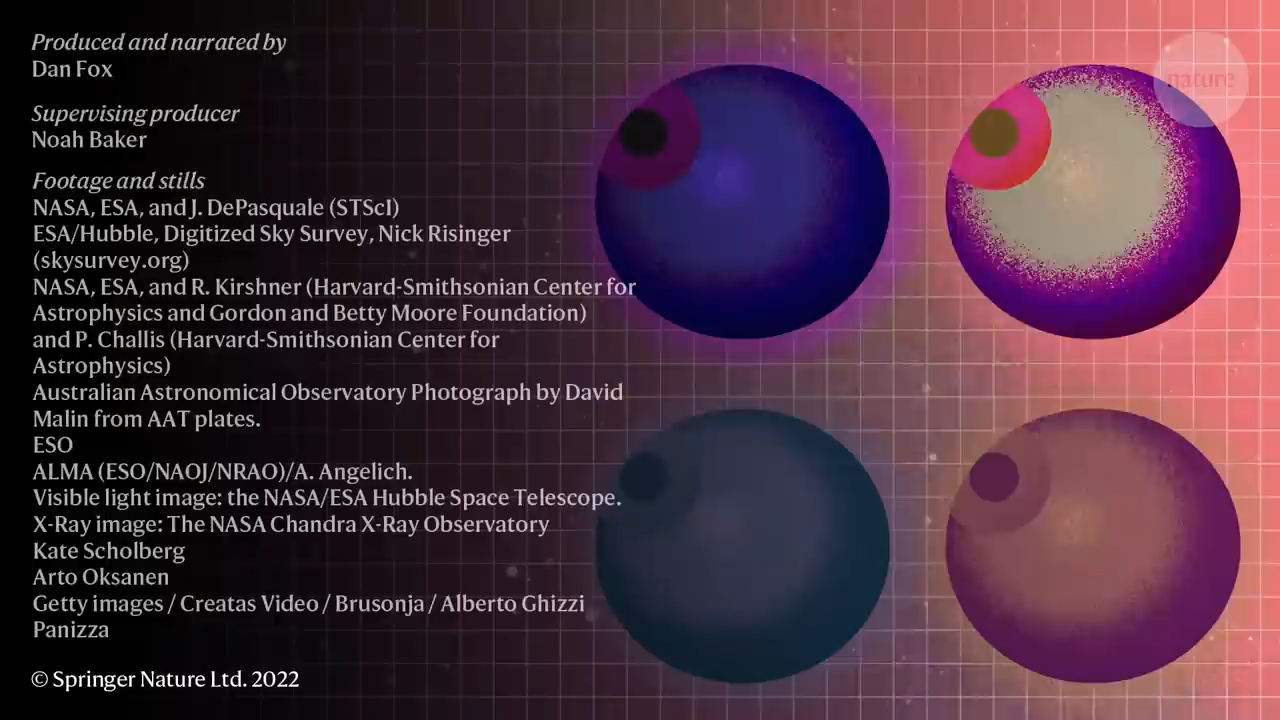 Produced and narrated by
Dan Fox
Supervising producer
Noah Baker
Footage and stills
NASA, ESA, and J. DePasquale (STScI)
ESA/Hubble, Digitized Sky Survey, Nick Risinger
(skysurvey.org)
NASA, ESA, and R. Kirshner (Harvard-Smithsonian Center for
Astrophysics and Gordon and Betty Moore Foundation)
and P. Challis (Harvard-Smithsonian Center for
Astrophysics)
Australian Astronomical Observatory Photograph by David
Malin from AAT plates.
ESO
ALMA (ESO/NAOJ/NRAO)/A. Angelich.
Visible light image: the NASA/ESA Hubble Space Telescope.
X-Ray image: The NASA Chandra X-Ray Observatory
Kate Scholberg
Arto Oksanen
Getty images / Creatas Video / Brusonja / Alberto Ghizzi
Panizza
© Springer Nature Ltd. 2022
nature